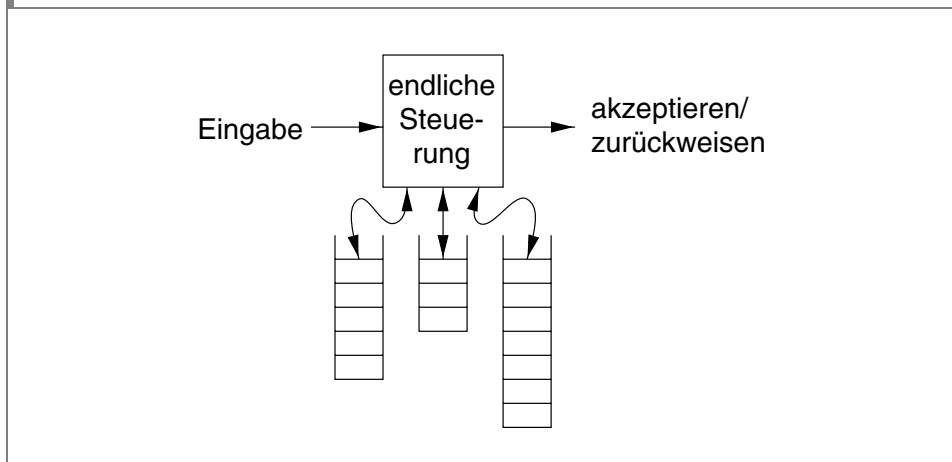 endliche
Steue-
rung
Eingabe
akzeptieren/
zurückweisen